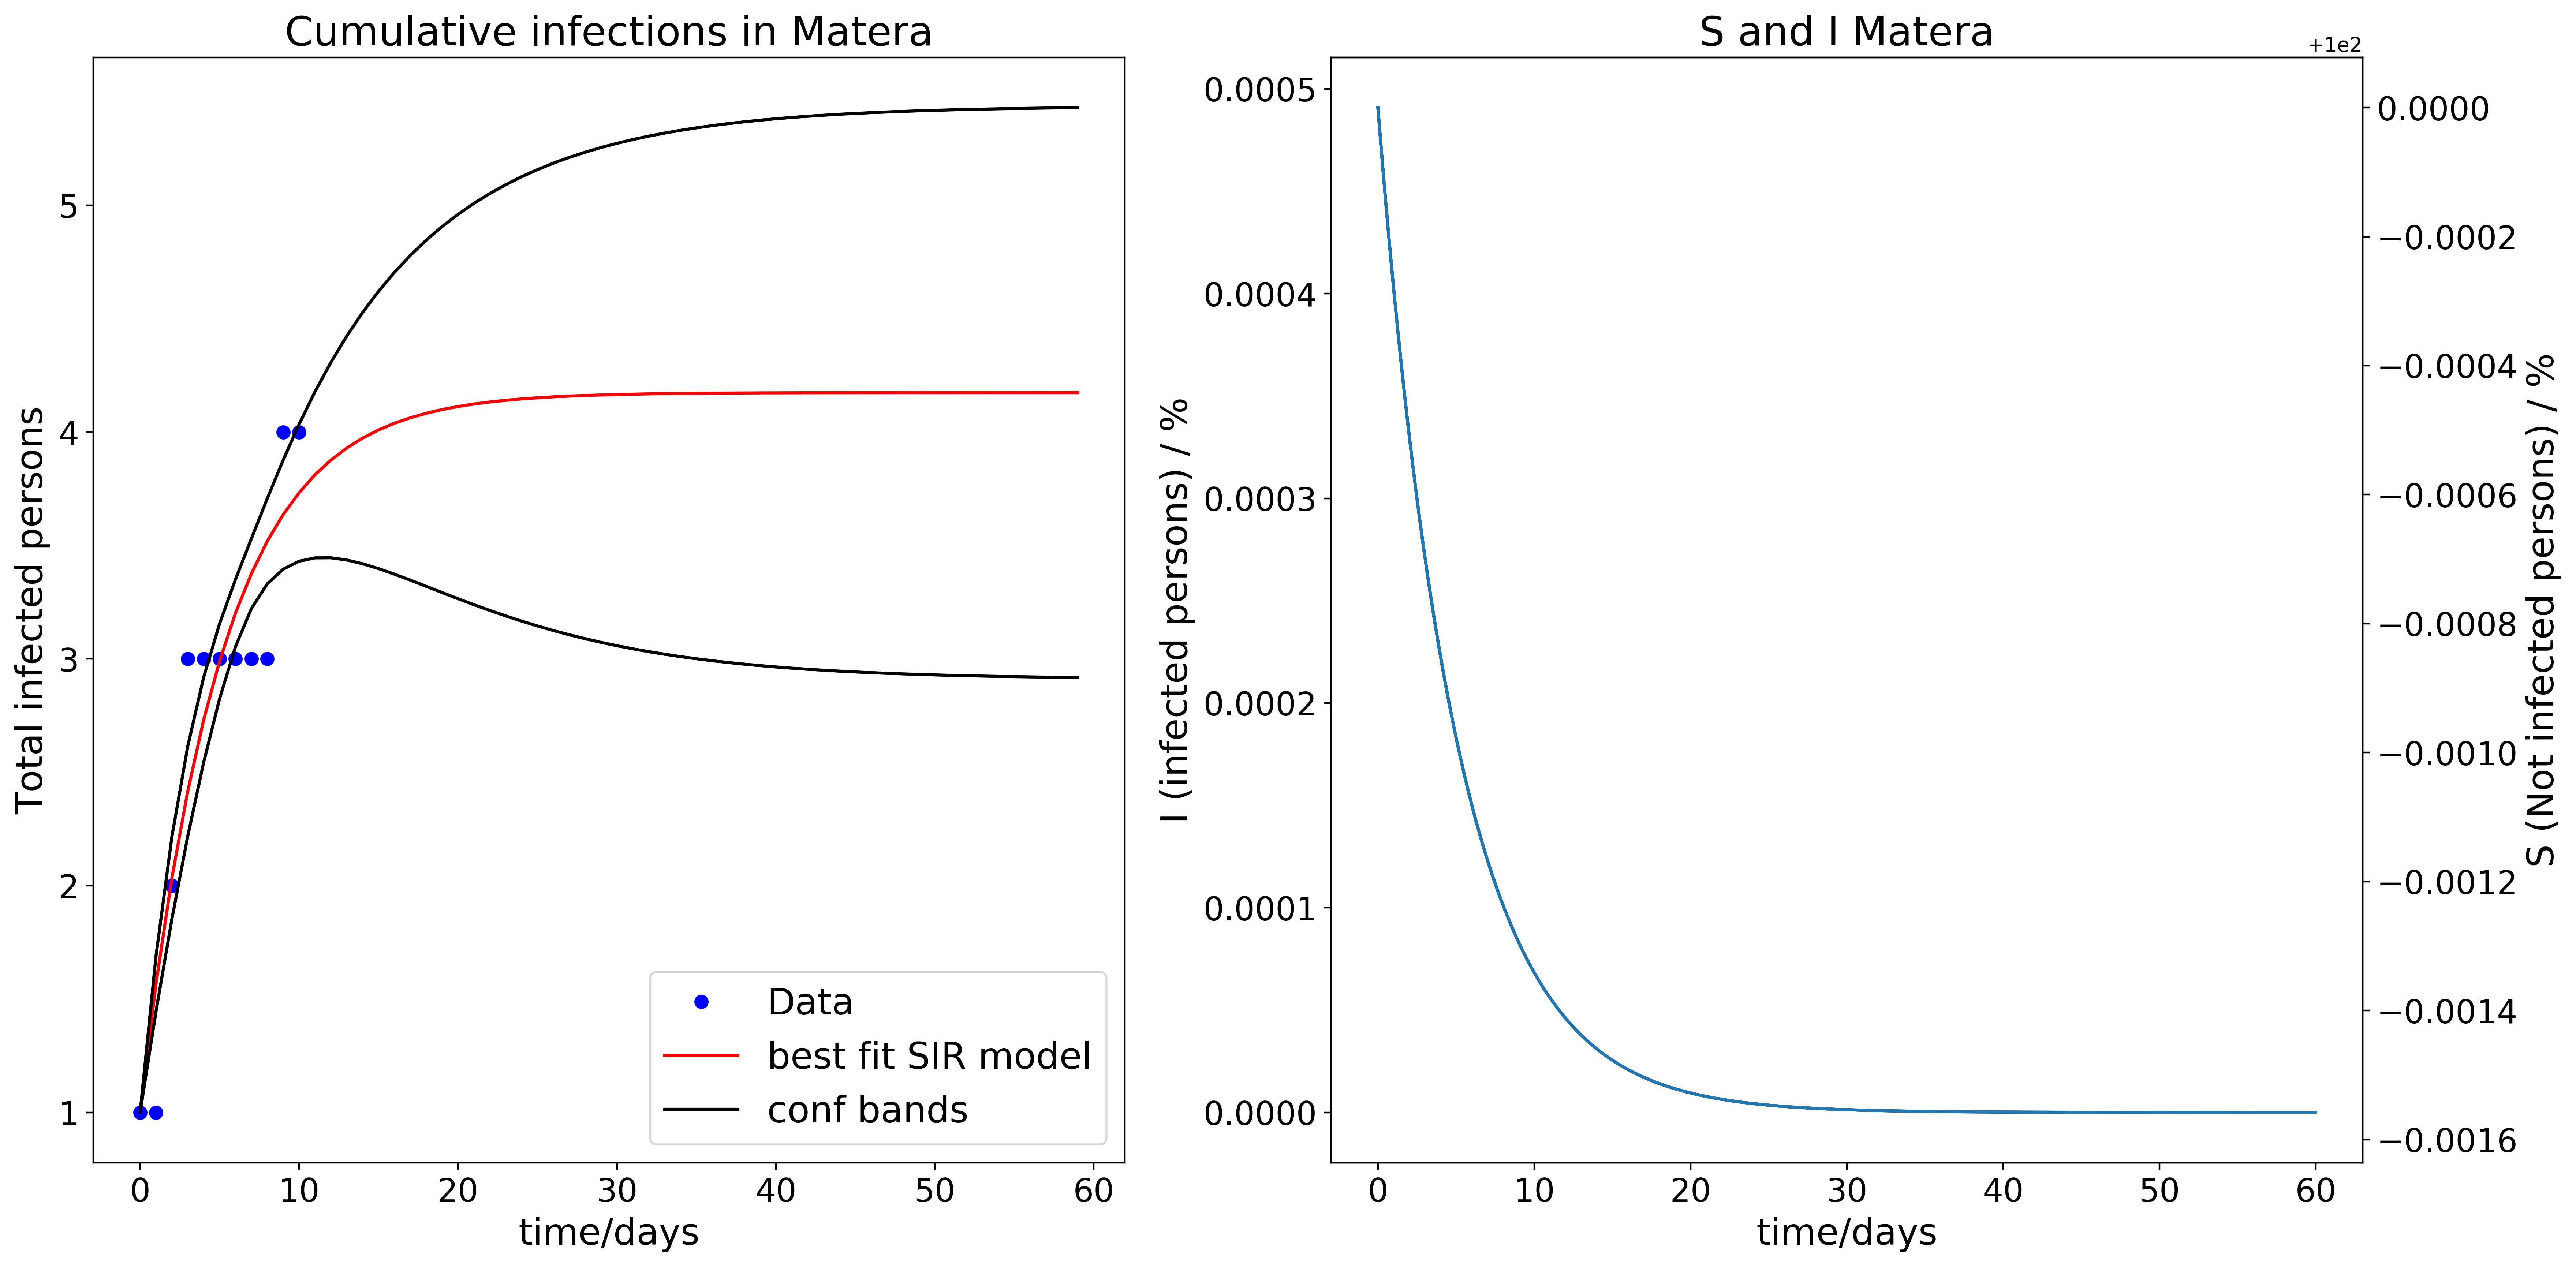 Cumulative infections in Matera
5
4
3
2
1
0 10 20 30 40 50 60
time/days
Total infected persons
Data
best fit SIR model
conf bands
S and I Matera
+1e2
0.0005
0.0004
0.0003
0.0002
0.0001
0.0000
I (infected persons) / %
0 10 20 30 40 50 60
time/days
0.0000
−0.0002
−0.0004
−0.0006
−0.0008
−0.0010
−0.0012
−0.0014
−0.0016
S (Not infected persons) / %